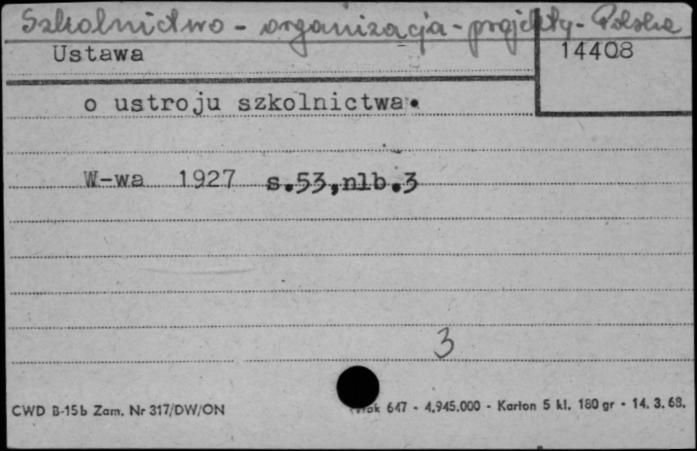 Szkolnictwo - organizacja - projekty - Polska
Ustawa
14408
o ustroju szkolnictwa.
W-wa 1927 s.53,nlb.3
3
CWD B-15b Zam. Nr 317/DW/ON
647 - 4.945.000 - Karton 5 kl. 180 gr - 14. 3. 68.